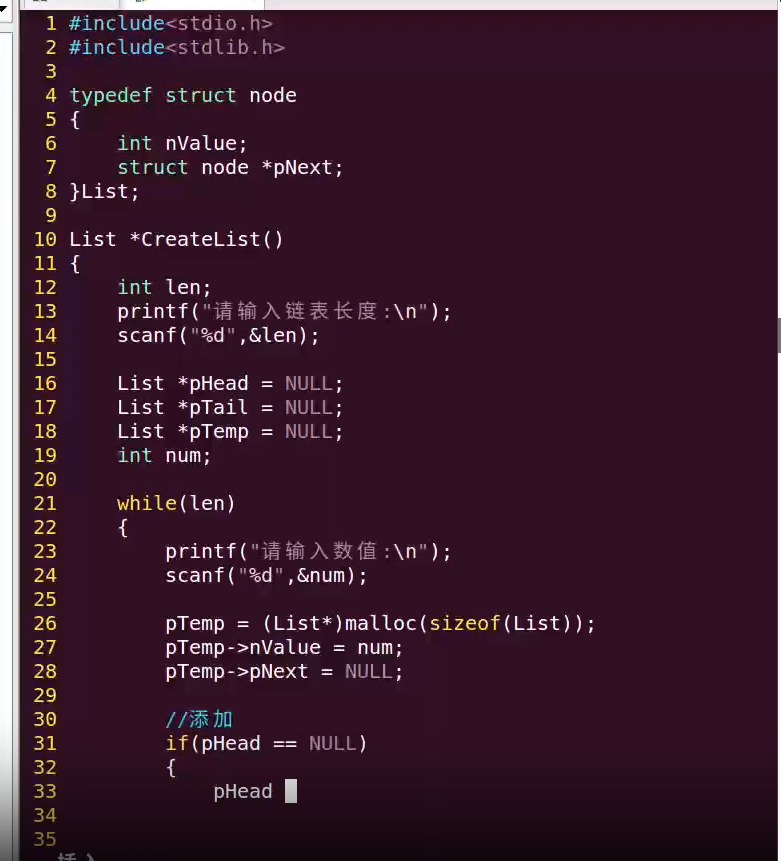 1 #include<stdio.h>
2 #include<stdlib.h>
3
4 typedef struct node
5 {
6     int nValue;
7     struct node *pNext;
8 }List;
9
10 List *CreateList()
11 {
12     int len;
13     printf("请输入链表长度:\n");
14     scanf("%d",&len);
15
16     List *pHead = NULL;
17     List *pTail = NULL;
18     List *pTemp = NULL;
19     int num;
20
21     while(len)
22     {
23         printf("请输入数值:\n");
24         scanf("%d",&num);
25
26         pTemp = (List*)malloc(sizeof(List));
27         pTemp->nValue = num;
28         pTemp->pNext = NULL;
29
30         //添加
31         if(pHead == NULL)
32         {
33             pHead
34
35